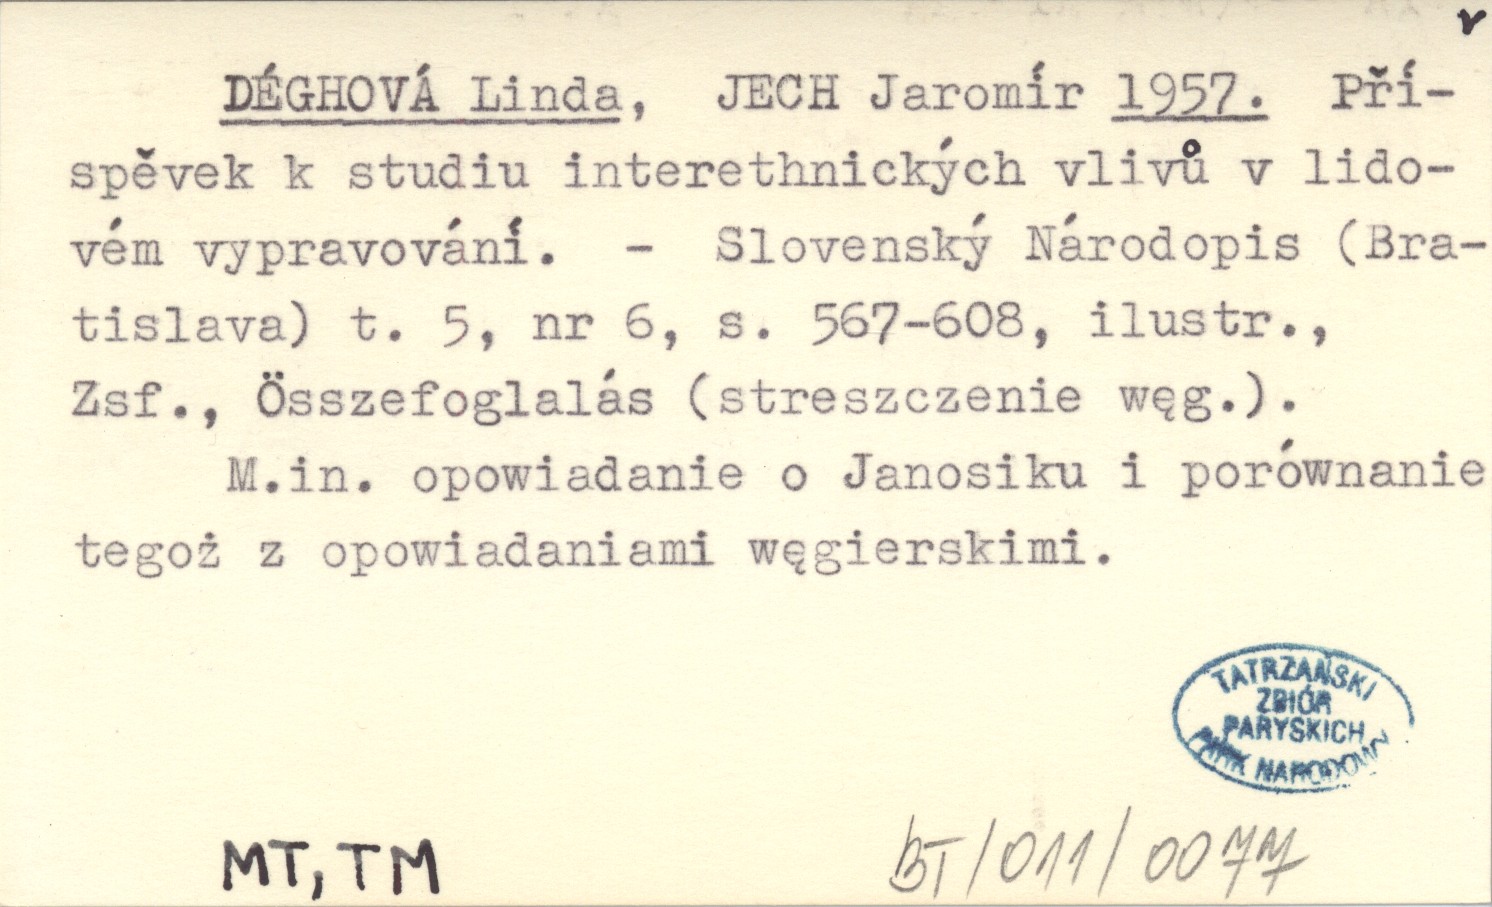 v
DÉGHOVÁ Linda, JECH Jaromír 1957. Pří-
spěvek k studiu interethnických vlivů v lido-
vém vypravování. - Slovenský Národopis (Bra-
tislava) t. 5, nr 6, s. 567-608, ilustr.,
Zsf., Összefoglalás (streszczenie węg.).
M.in. opowiadanie o Janosiku i porównanie
tegoż z opowiadaniami węgierskimi.
TATRZAŃSKI
ZBIÓR
PARYSKICH
PARK NARODOWY
MT, TM
BT/011/0077